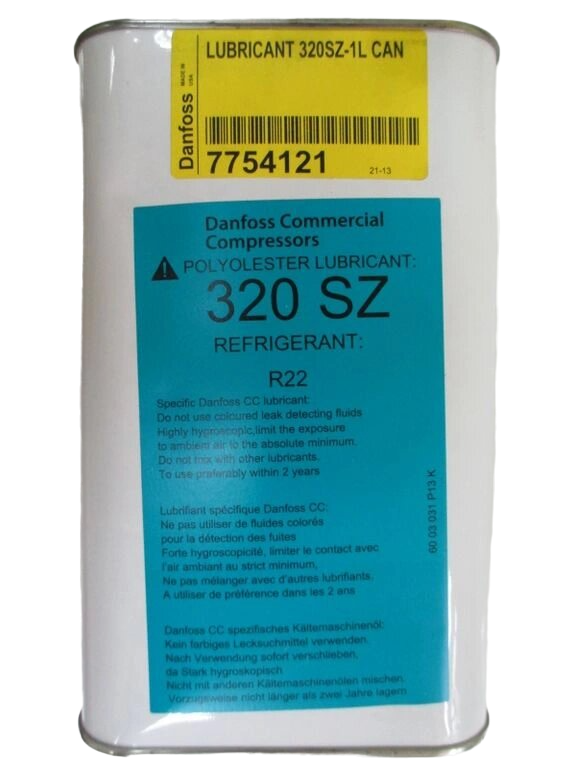 LUBRICANT 320SZ-1L CAN
Danfoss
MADE IN
USA
7754121
21-13
Danfoss Commercial
Compressors
POLYOLESTER LUBRICANT:
320 SZ
REFRIGERANT:
R22
Specific Danfoss CC lubricant:
Do not use coloured leak detecting fluids
Highly hygroscopic,limit the exposure
to ambient air to the absolute minimum.
Do not mix with other lubricants.
To use preferably within 2 years
Lubrifiant spécifique Danfoss CC:
Ne pas utiliser de fluides colorés
pour la détection des fuites
Forte hygroscopicité, limiter le contact avec
l'air ambiant au strict minimum,
Ne pas mélanger avec d'autres lubrifiants,
A utiliser de préférence dans les 2 ans
Danfoss CC spezifisches Kältemaschinenöl:
Kein farbiges Lecksuchmittel verwenden.
Nach Verwendung sofort verschlieben,
da Stark hygroskopisch
Nicht mit anderen Kältemaschinenölen mischen.
Vorzugsweise nicht länger als zwei Jahre lagern
60 03 031 P13 K